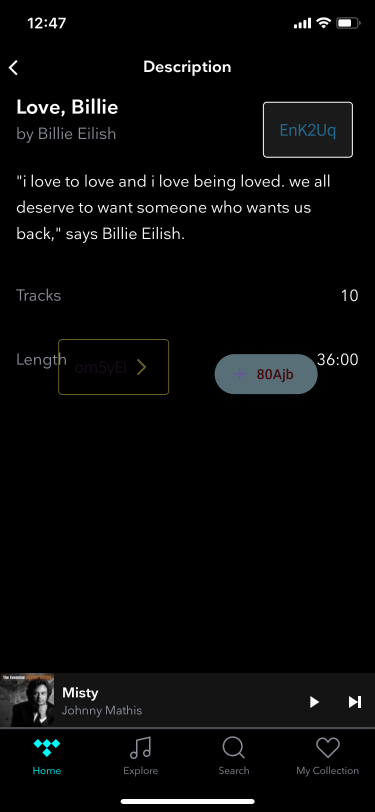 12:47
Description
Love, Billie
by Billie Eilish
EnK2Uq
"i love to love and i love being loved. we all
deserve to want someone who wants us
back," says Billie Eilish.
Tracks 10
Length 36:00
om5yEi
80Ajb
Misty
Johnny Mathis
Home Explore Search My Collection